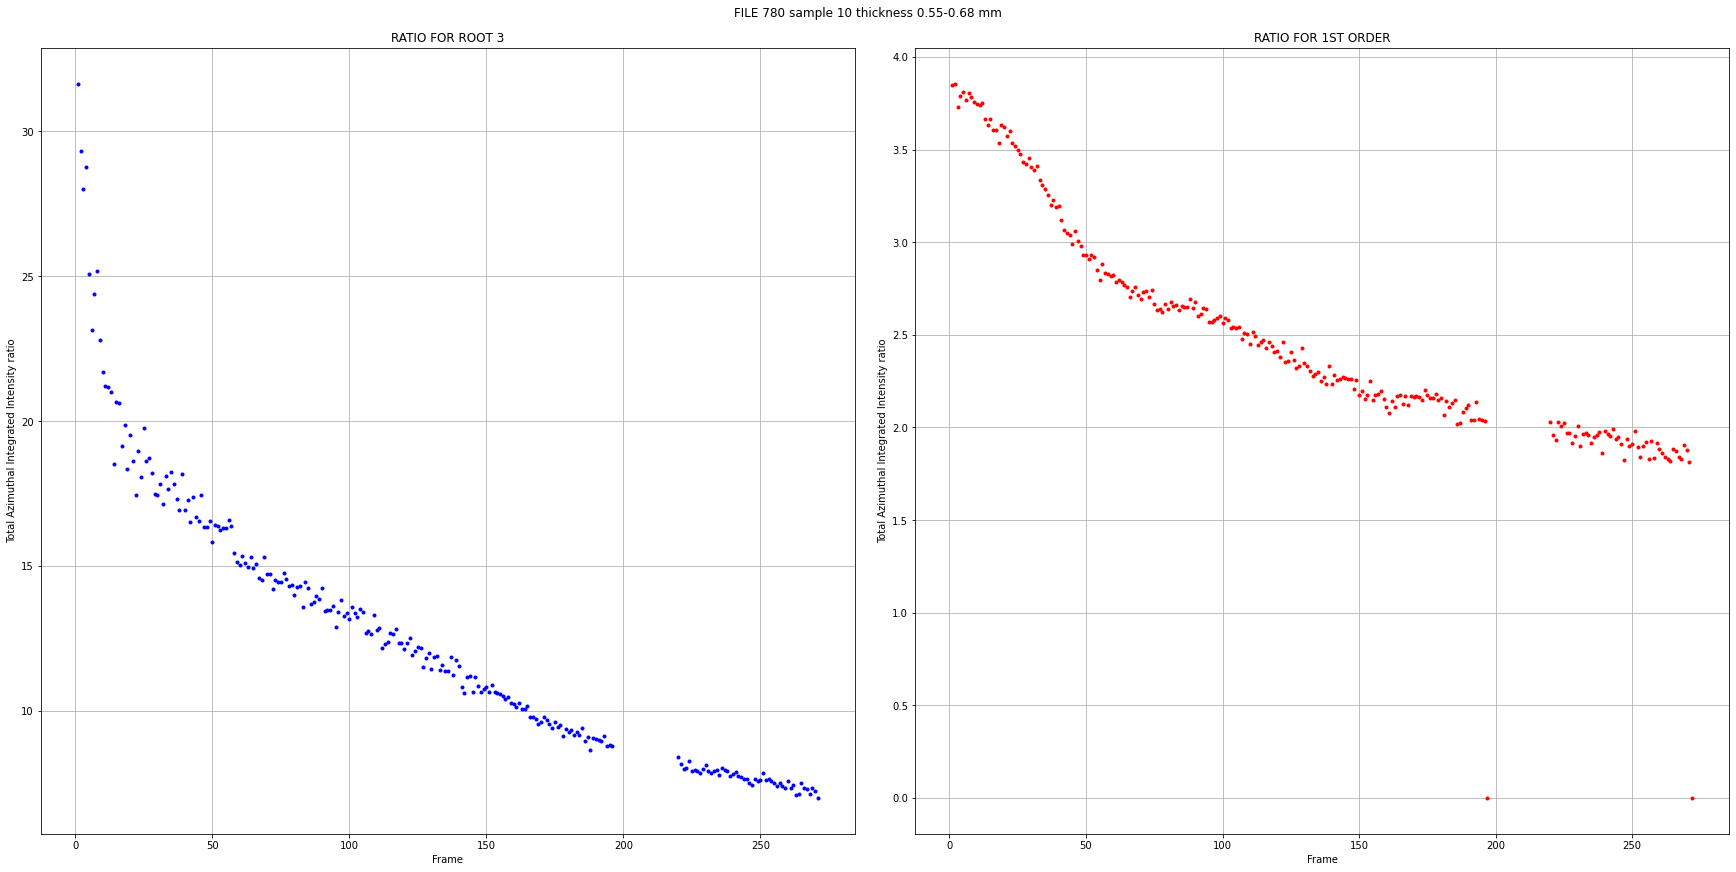 FILE 780 sample 10 thickness 0.55-0.68 mm
RATIO FOR ROOT 3
Total Azimuthal Integrated Intensity ratio
30
25
20
15
10
0 50 100 150 200 250
Frame
RATIO FOR 1ST ORDER
Total Azimuthal Integrated Intensity ratio
4.0
3.5
3.0
2.5
2.0
1.5
1.0
0.5
0.0
0 50 100 150 200 250
Frame